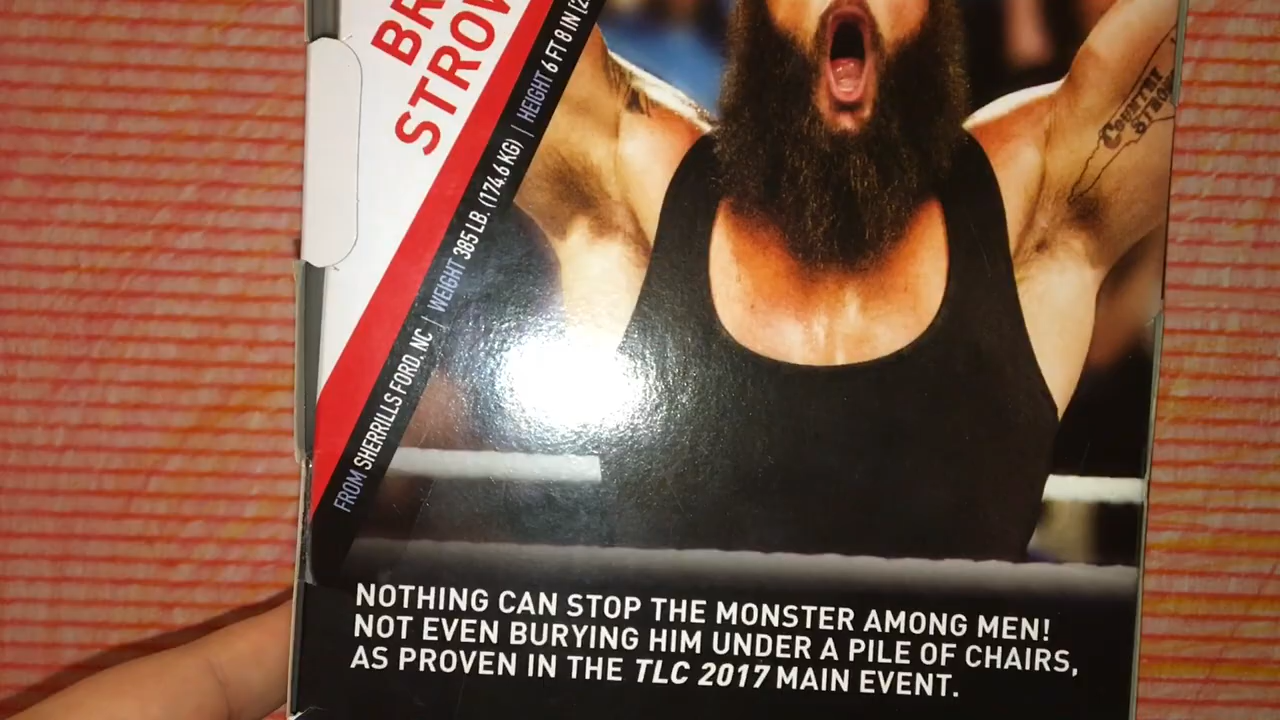 BR
STROW
FROM SHERRILLS FORD, NC | WEIGHT 385 LB. (174.6 KG) | HEIGHT 6 FT 8 IN (2
COUNTRY
STRONG
NOTHING CAN STOP THE MONSTER AMONG MEN!
NOT EVEN BURYING HIM UNDER A PILE OF CHAIRS,
AS PROVEN IN THE TLC 2017 MAIN EVENT.